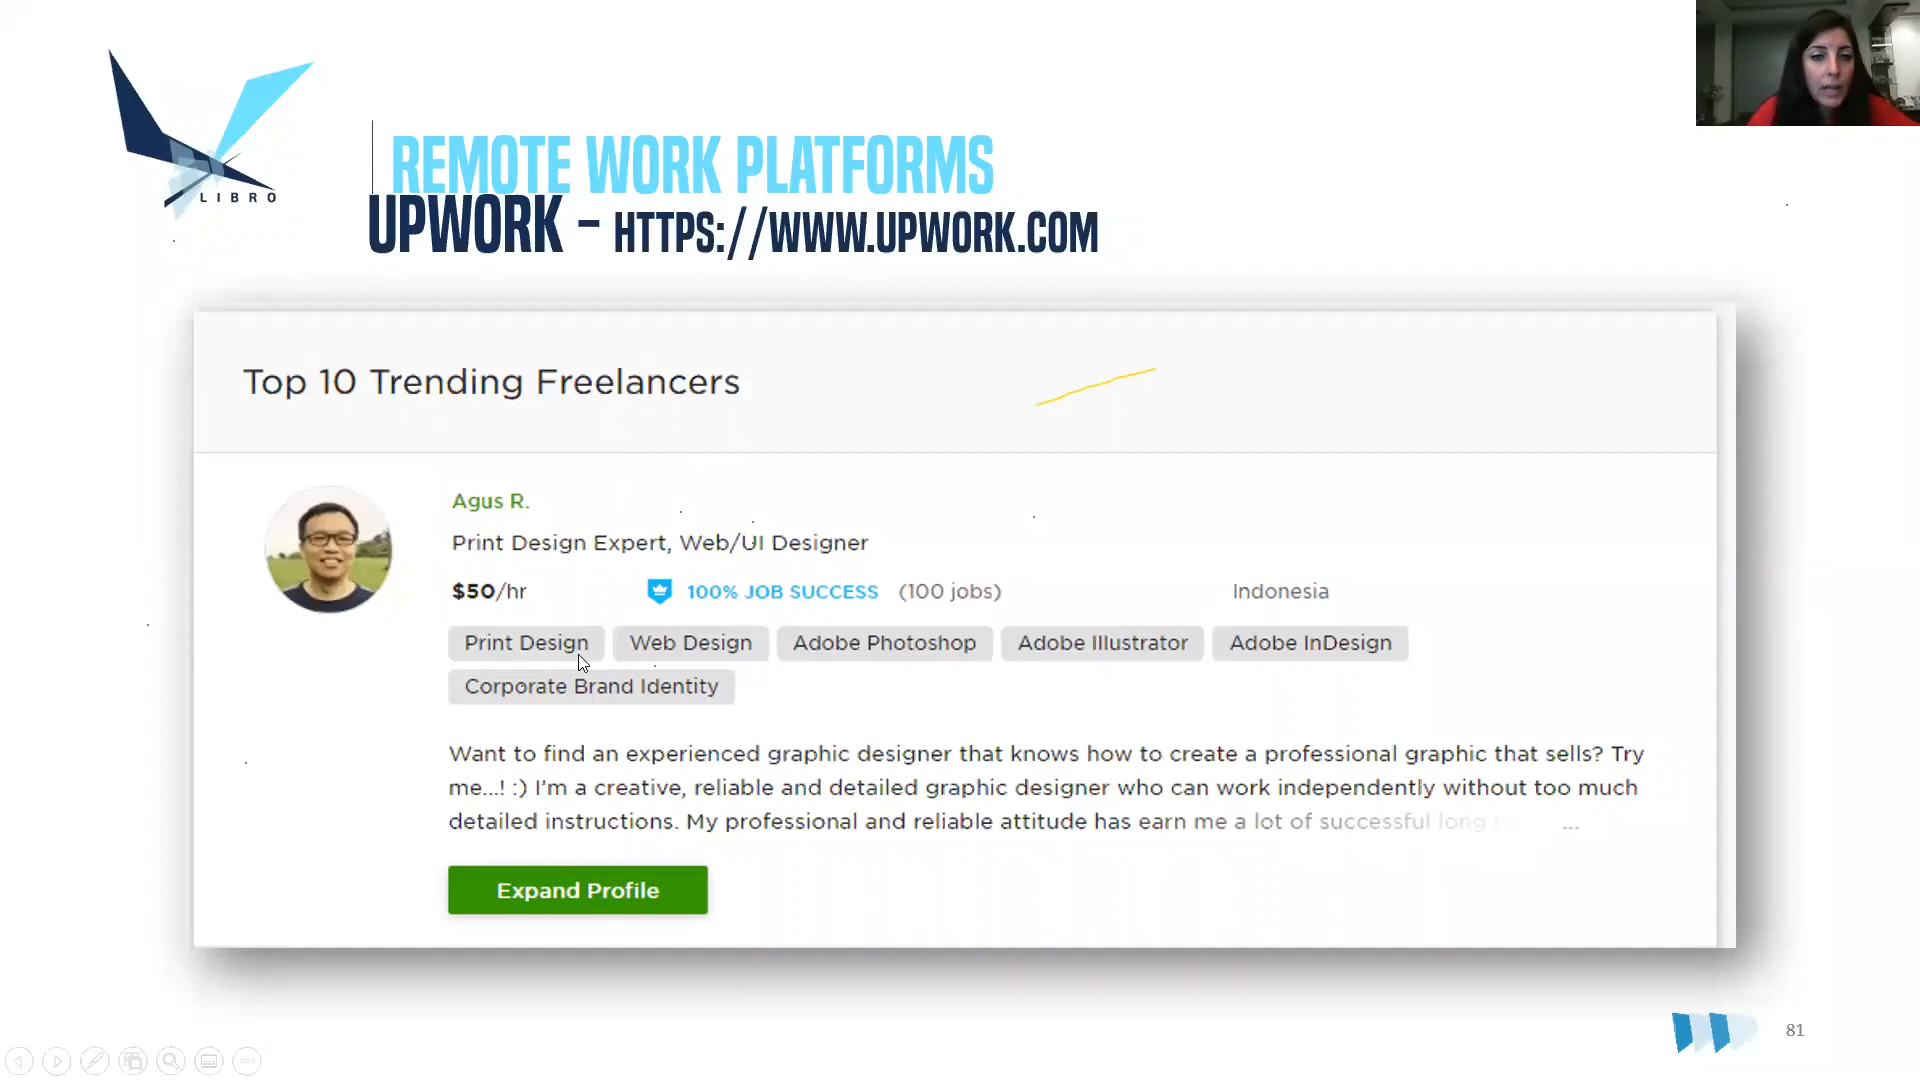 LIBRO
REMOTE WORK PLATFORMS
UPWORK – HTTPS://WWW.UPWORK.COM
Top 10 Trending Freelancers
Agus R.
Print Design Expert, Web/UI Designer
$50/hr 100% JOB SUCCESS (100 jobs) Indonesia
Print Design Web Design Adobe Photoshop Adobe Illustrator Adobe InDesign
Corporate Brand Identity
Want to find an experienced graphic designer that knows how to create a professional graphic that sells? Try
me...! :) I'm a creative, reliable and detailed graphic designer who can work independently without too much
detailed instructions. My professional and reliable attitude has earn me a lot of successful long ...
Expand Profile
81